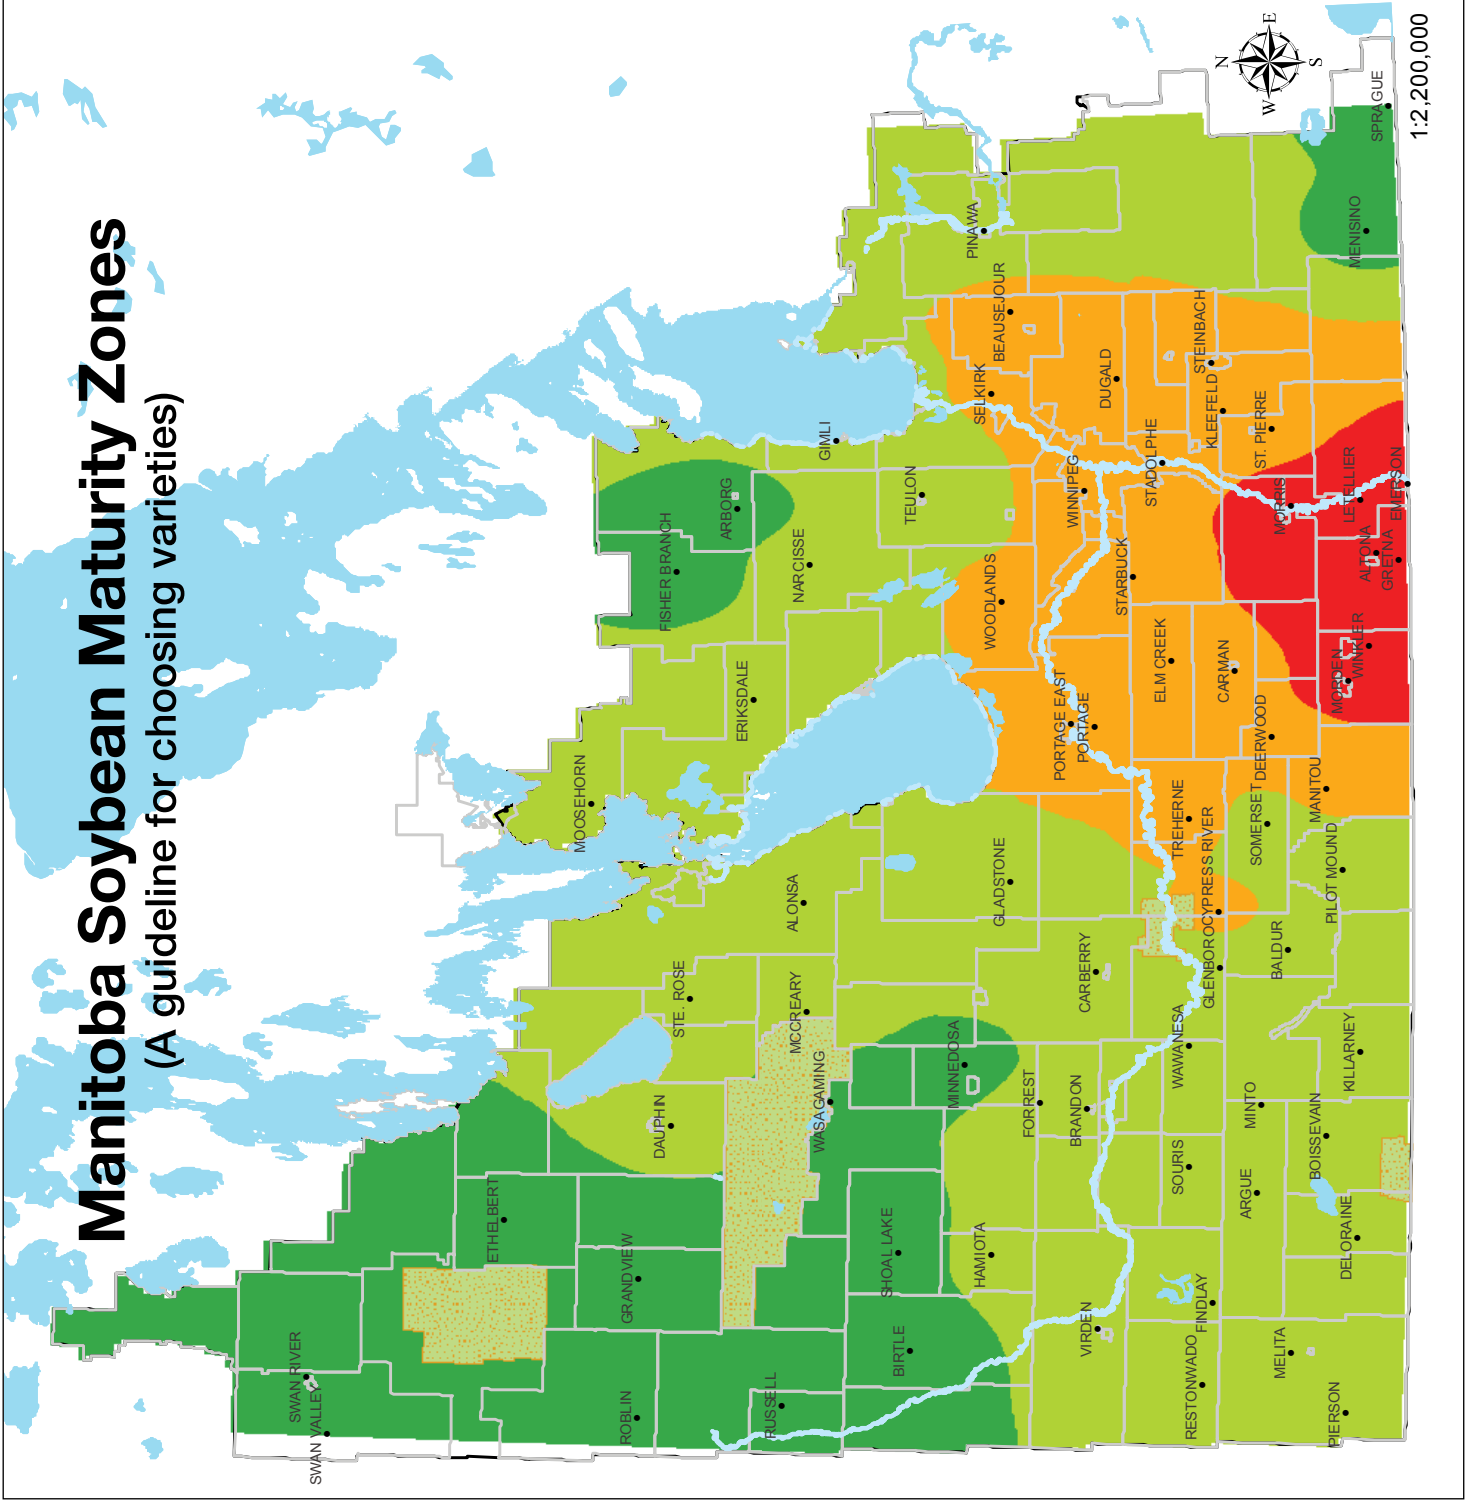 Manitoba Soybean Maturity Zones
(A guideline for choosing varieties)
SWAN RIVER
SWAN VALLEY
ETHELBERT
GRANDVIEW
ROBLIN
RUSSELL
DAUPHIN
STE. ROSE
MCCREARY
WASAGAMING
SHOAL LAKE
BIRTLE
MINNEDOSA
HAMIOTA
MOOSEHORN
ERIKSDALE
ALONSA
FISHER BRANCH
ARBORG
NARCISSE
GIMLI
TEULON
WOODLANDS
SELKIRK
BEAUSEJOUR
PINAWA
GLADSTONE
FORREST
BRANDON
CARBERRY
VIRDEN
PORTAGE EAST
PORTAGE
WINNIPEG
DUGALD
STARBUCK
STADOLPHE
ELM CREEK
TREHERNE
CYPRESS RIVER
GLENBORO
WAWANESA
SOURIS
FINDLAY
RESTONWADO
STEINBACH
KLEEFELD
ST. PIERRE
CARMAN
DEERWOOD
SOMERSET
BALDUR
MINTO
ARGUE
MELITA
MORRIS
MANITOU
PILOT MOUND
KILLARNEY
BOISSEVAIN
DELORAINE
PIERSON
MORDEN
WINKLER
ALTONA
GRETNA
LETELLIER
EMERSON
MENISINO
SPRAGUE
N
W
E
S
1:2,200,000